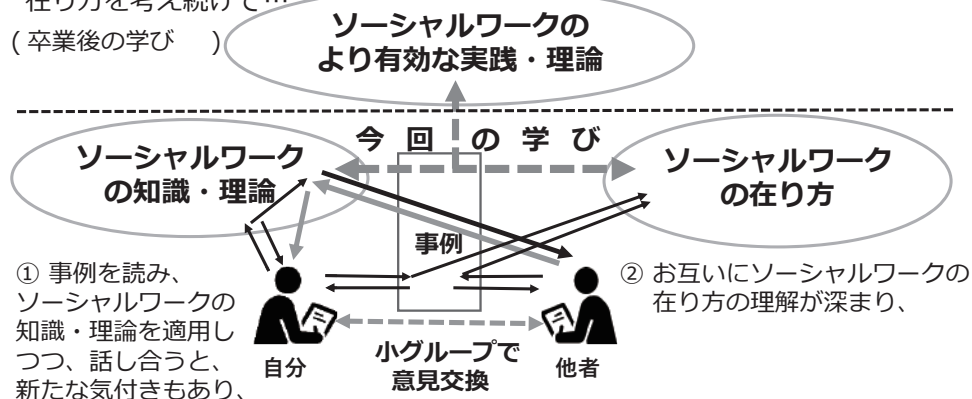 在り方を考え続けて…
(卒業後の学び　)
ソーシャルワークの
より有効な実践・理論
今回の学び
ソーシャルワーク
の知識・理論
ソーシャルワーク
の在り方
事例
① 事例を読み、
ソーシャルワークの
知識・理論を適用し
つつ、話し合うと、
新たな気付きもあり、
自分
小グループで
意見交換
他者
② お互いにソーシャルワークの
在り方の理解が深まり、